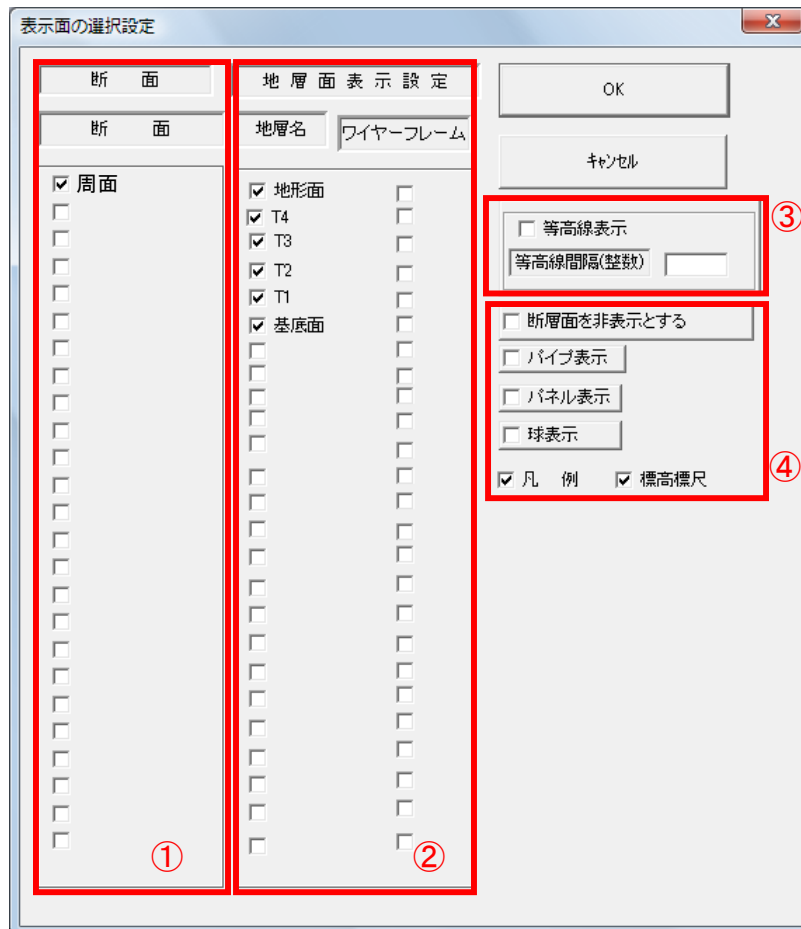 表示面の選択設定
断 面
断 面
周面
①
地 層 面 表 示 設 定
地層名 ワイヤーフレーム
地形面
T4
T3
T2
T1
基底面
②
OK
キャンセル
等高線表示
等高線間隔(整数)
③
断層面を非表示とする
パイプ表示
パネル表示
球表示
凡 例 標高標尺
④